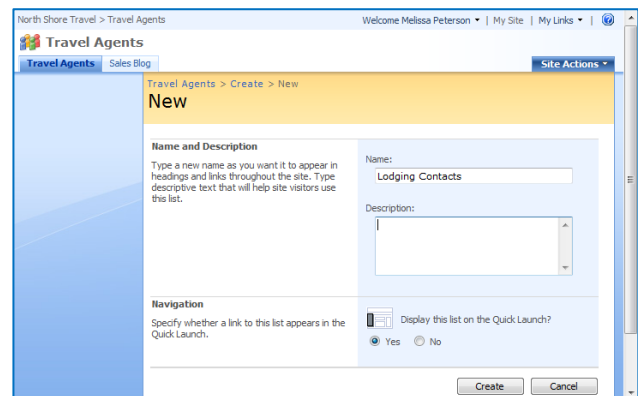 North Shore Travel > Travel Agents
Welcome Melissa Peterson | My Site | My Links |
Travel Agents
Travel Agents Sales Blog Site Actions
Travel Agents > Create > New
New
Name and Description
Type a new name as you want it to appear in
headings and links throughout the site. Type
descriptive text that will help site visitors use
this list.
Name:
Lodging Contacts
Description:
Navigation
Specify whether a link to this list appears in the
Quick Launch.
Display this list on the Quick Launch?
Yes No
Create Cancel